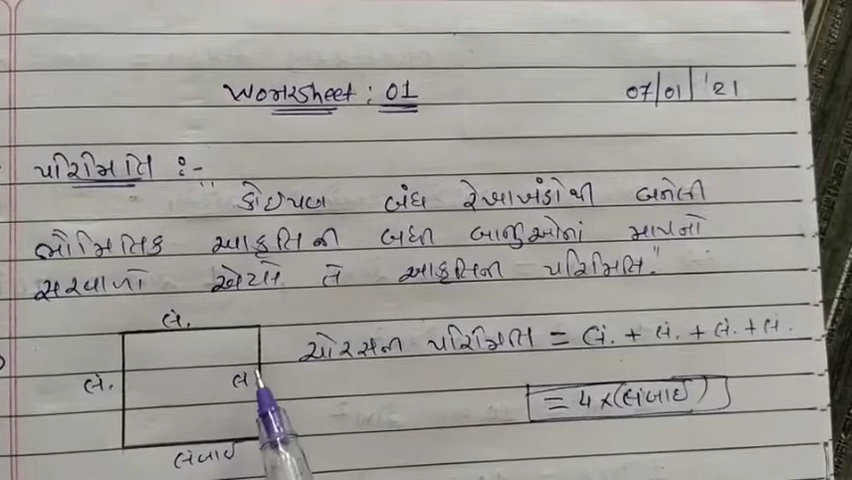 Worksheet : 01
07/01/'21
પરિમિતિ :-
"કોઈપણ બંધ રેખાખંડોથી બનેલી
ભૌમિતિક આકૃતિની બધી બાજુઓનાં માપનો
સરવાળો એટલે તે આકૃતિની પરિમિતિ."
લં.
ચોરસની પરિમિતિ = લં. + લં. + લં. + લં.
લં. લં
= 4 × (લંબાઈ)
લંબાઈ